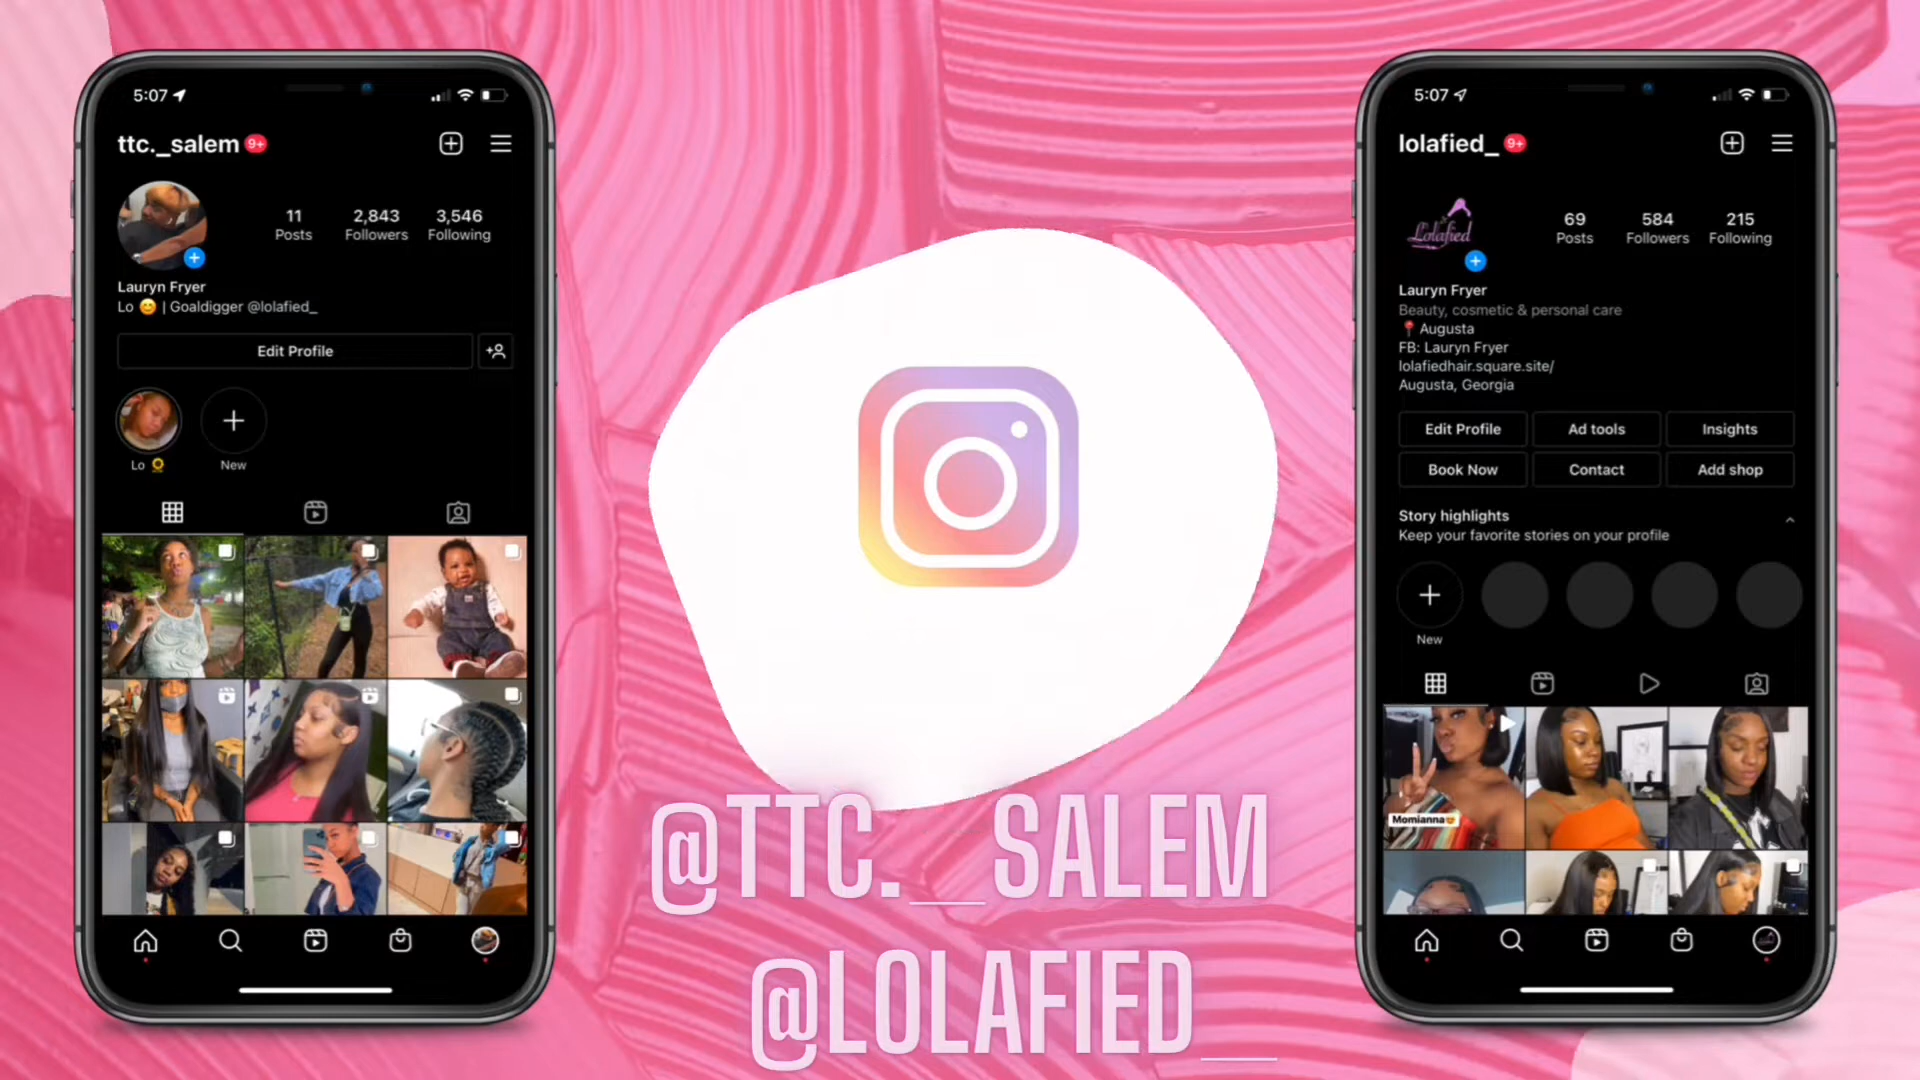 5:07
ttc._salem 9+
11 2,843 3,546
Posts Followers Following
Lauryn Fryer
Lo 😊 | Goaldigger @lolafied_
Edit Profile
Lo 🌻 New
@TTC._SALEM
@LOLAFIED_
5:07
lolafied_ 9+
Lolafied
69 584 215
Posts Followers Following
Lauryn Fryer
Beauty, cosmetic & personal care
📍 Augusta
FB: Lauryn Fryer
lolafiedhair.square.site/
Augusta, Georgia
Edit Profile Ad tools Insights
Book Now Contact Add shop
Story highlights
Keep your favorite stories on your profile
New
Momianna😍